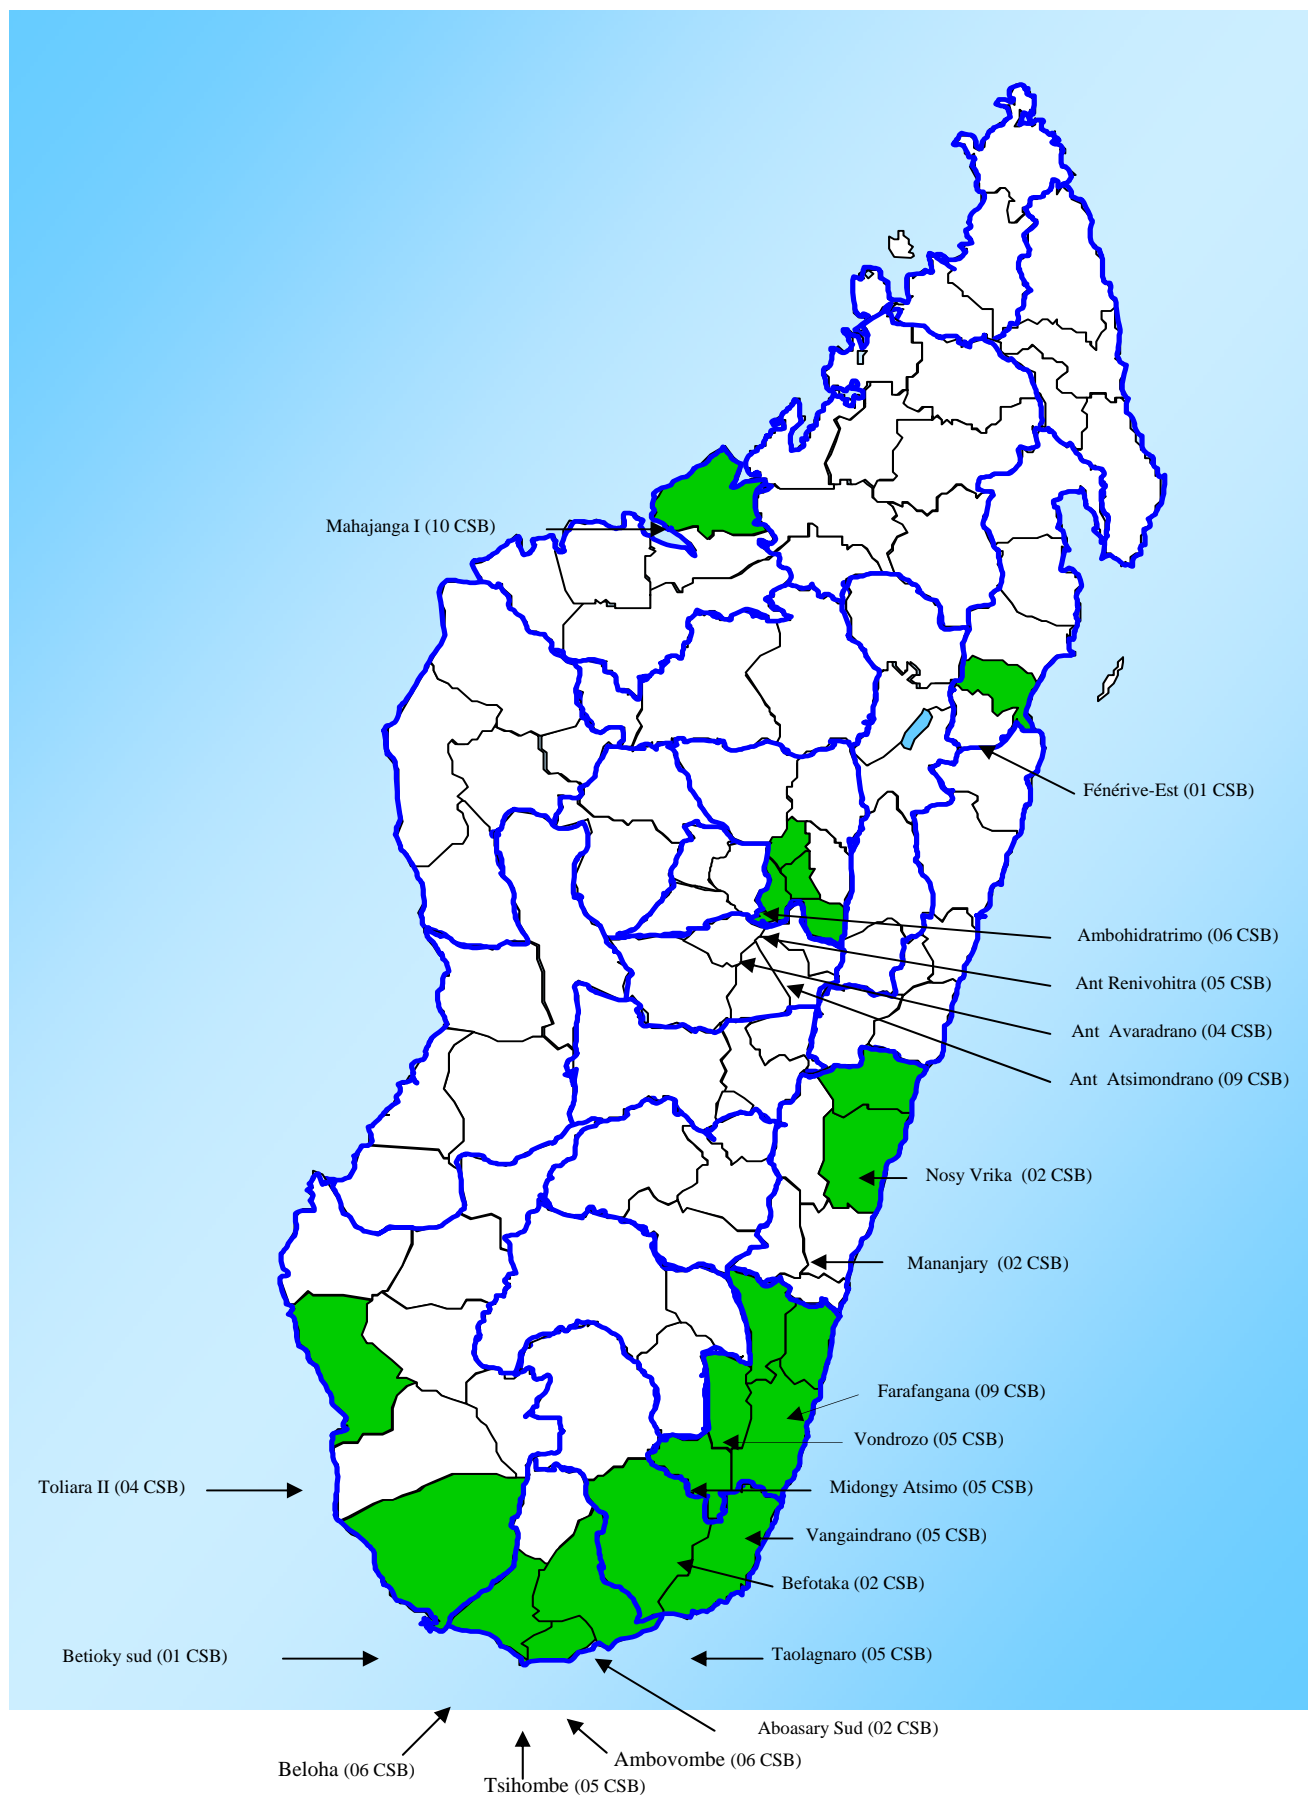 Mahajanga I (10 CSB)
Fénérive-Est (01 CSB)
Ambohidratrimo (06 CSB)
Ant Renivohitra (05 CSB)
Ant Avaradrano (04 CSB)
Ant Atsimondrano (09 CSB)
Nosy Vrika (02 CSB)
Mananjary (02 CSB)
Farafangana (09 CSB)
Vondrozo (05 CSB)
Toliara II (04 CSB)
Midongy Atsimo (05 CSB)
Vangaindrano (05 CSB)
Befotaka (02 CSB)
Betioky sud (01 CSB)
Taolagnaro (05 CSB)
Aboasary Sud (02 CSB)
Ambovombe (06 CSB)
Beloha (06 CSB)
Tsihombe (05 CSB)